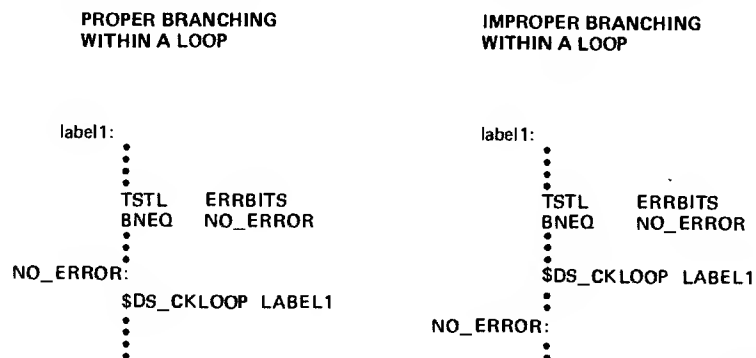 PROPER BRANCHING
WITHIN A LOOP
label1:
TSTL ERRBITS
BNEQ NO_ERROR
NO_ERROR:
$DS_CKLOOP LABEL1
IMPROPER BRANCHING
WITHIN A LOOP
label1:
TSTL ERRBITS
BNEQ NO_ERROR
$DS_CKLOOP LABEL1
NO_ERROR: